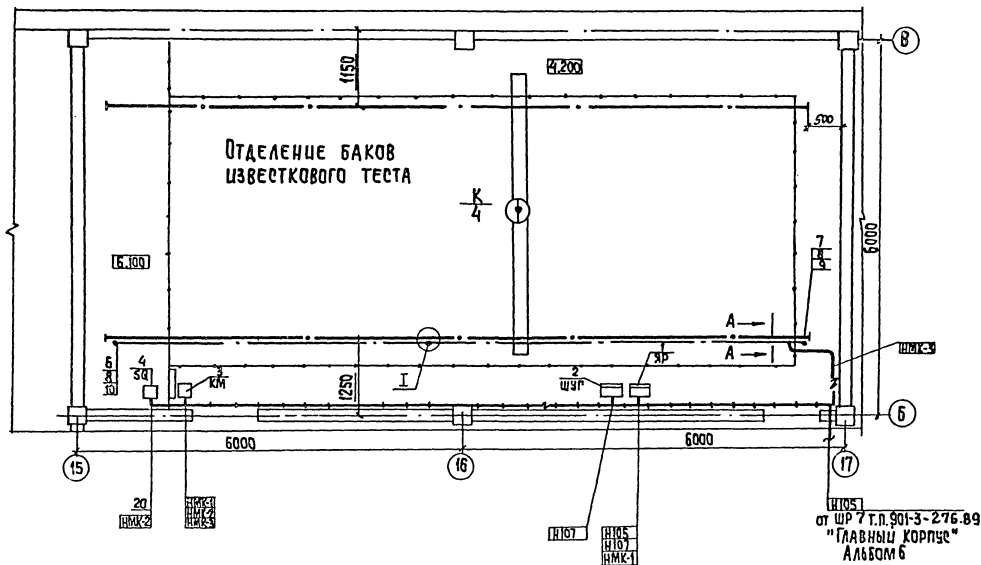 В
1150
4.200
500
ОТДЕЛЕНИЕ БАКОВ
ИЗВЕСТКОВОГО ТЕСТА
К
4
6000
6.100
7
8
9
А
А
НМК-3
6
8
10
4
SQ
3
КМ
I
1250
2
ЩУГ
1
ЯР
Б
6000
6000
15
16
17
20
НМК-2
НМК-1
НМК-2
НМК-3
Н107
Н105
Н107
НМК-1
Н105
от ШР 7 Т.П.901-3-276.89
"ГЛАВНЫЙ КОРПУС"
АЛЬБОМ 6